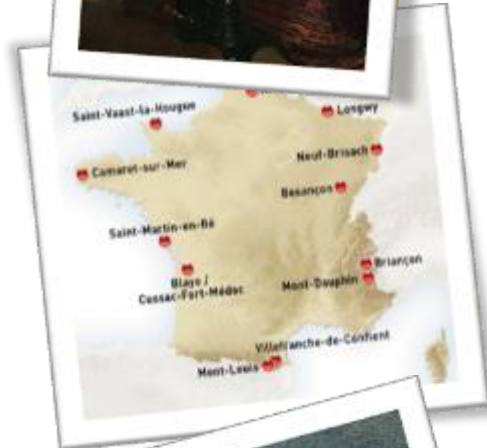 Saint-Vaast-la-Hougue
Longwy
Camaret-sur-Mer
Neuf-Brisach
Besançon
Saint-Martin-en-Ré
Briançon
Blaye /
Cussac-Fort-Médoc
Mont-Dauphin
Villefranche-de-Conflent
Mont-Louis